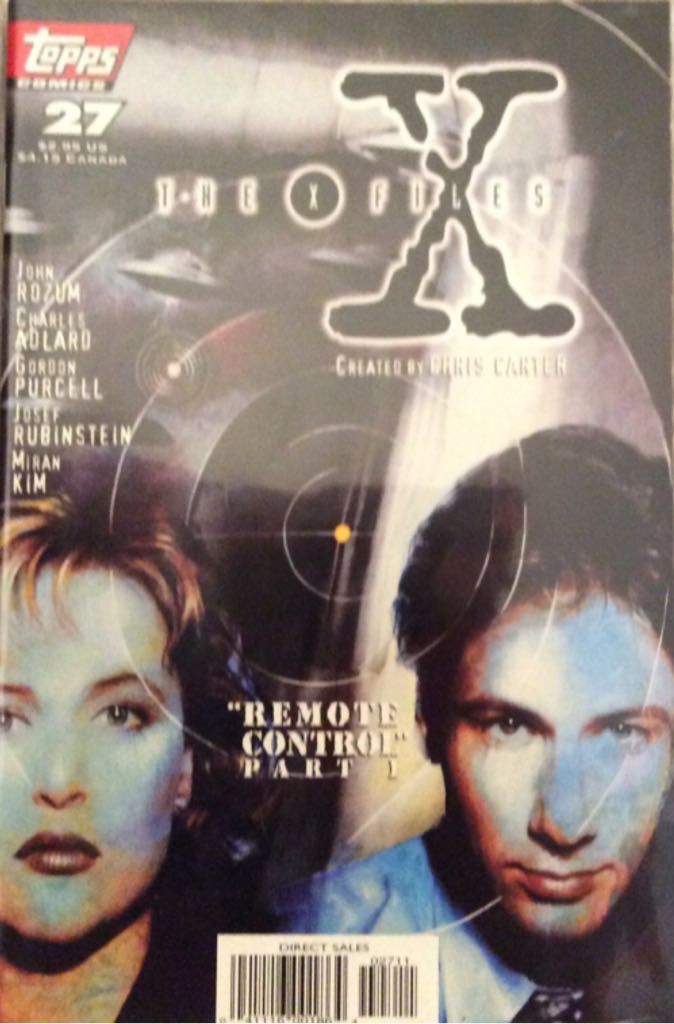 TOPPS
COMICS
27
$2.95 US
$4.15 CANADA
X
THE X FILES
CREATED BY CHRIS CARTER
JOHN
ROZUM
CHARLES
ADLARD
GORDON
PURCELL
JOSEF
RUBINSTEIN
MIRAN
KIM
"REMOTE
CONTROL"
PART 1
DIRECT SALES
02711